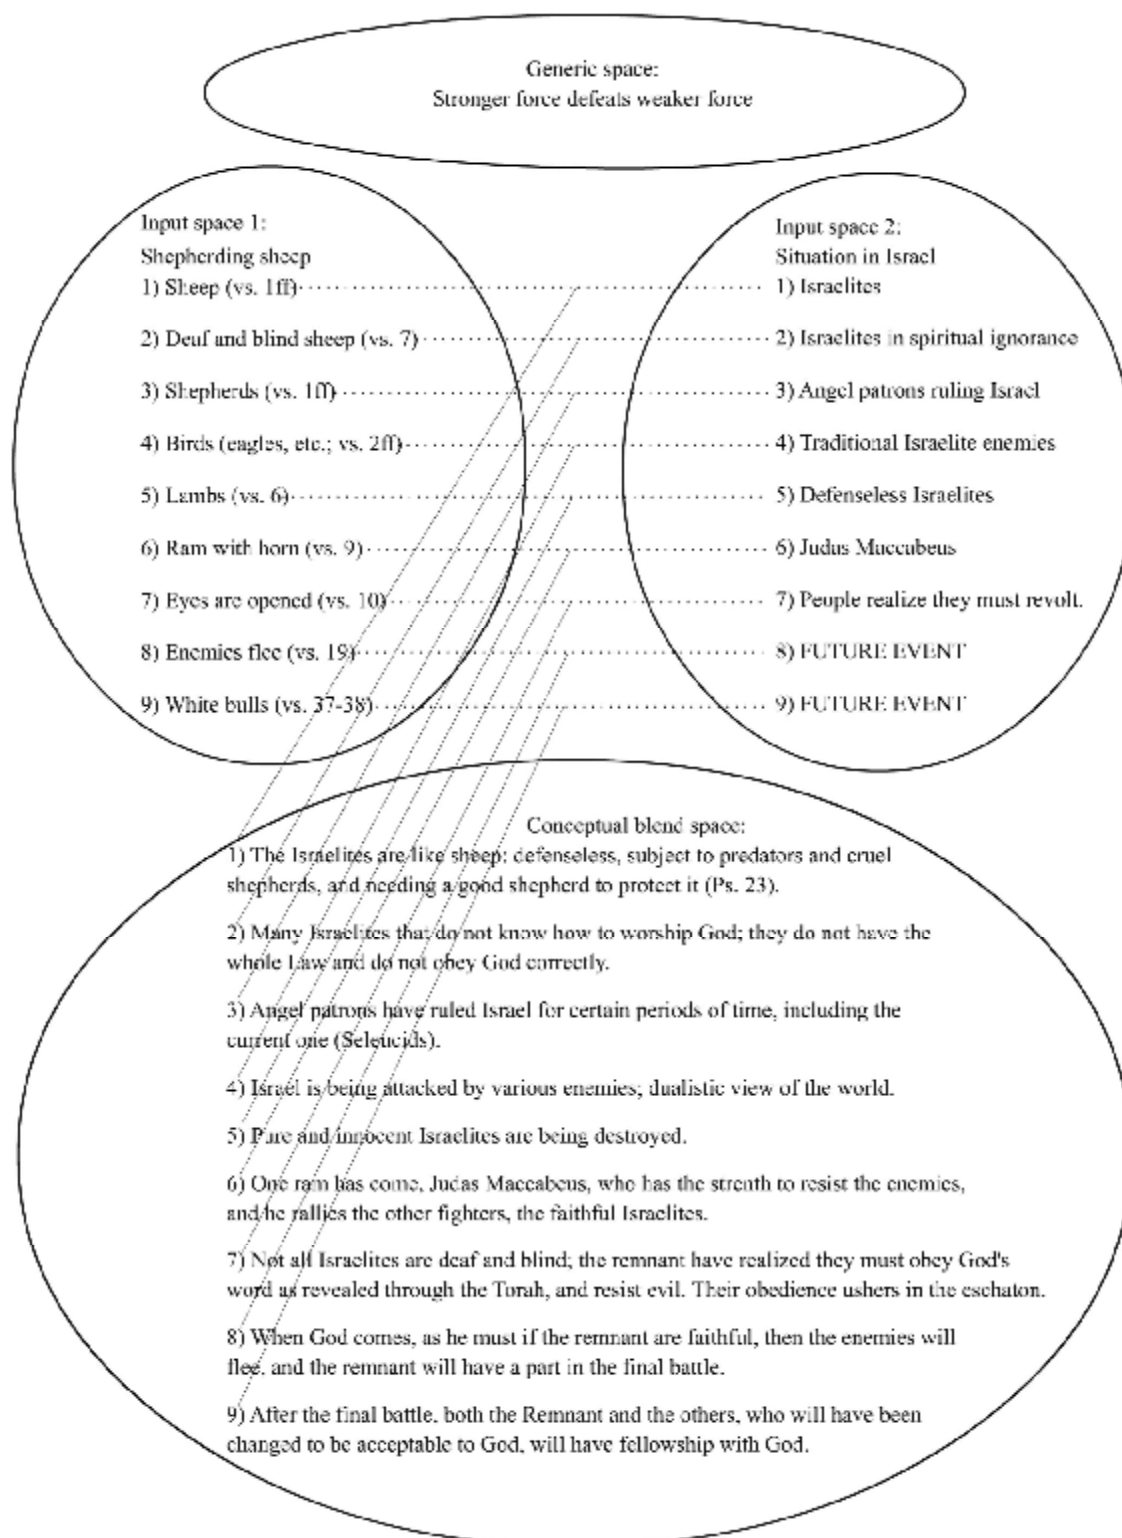 Generic space:
Stronger force defeats weaker force
Input space 1:
Shepherding sheep
1) Sheep (vs. 1ff)
2) Deaf and blind sheep (vs. 7)
3) Shepherds (vs. 1ff)
4) Birds (eagles, etc.; vs. 2ff)
5) Lambs (vs. 6)
6) Ram with horn (vs. 9)
7) Eyes are opened (vs. 10)
8) Enemies flee (vs. 19)
9) White bulls (vs. 37-38)
Input space 2:
Situation in Israel
1) Israelites
2) Israelites in spiritual ignorance
3) Angel patrons ruling Israel
4) Traditional Israelite enemies
5) Defenseless Israelites
6) Judas Maccabeus
7) People realize they must revolt.
8) FUTURE EVENT
9) FUTURE EVENT
Conceptual blend space:
1) The Israelites are like sheep: defenseless, subject to predators and cruel
shepherds, and needing a good shepherd to protect it (Ps. 23).
2) Many Israelites that do not know how to worship God; they do not have the
whole Law and do not obey God correctly.
3) Angel patrons have ruled Israel for certain periods of time, including the
current one (Seleucids).
4) Israel is being attacked by various enemies; dualistic view of the world.
5) Pure and innocent Israelites are being destroyed.
6) One ram has come, Judas Maccabeus, who has the strenth to resist the enemies,
and he rallies the other fighters, the faithful Israelites.
7) Not all Israelites are deaf and blind; the remnant have realized they must obey God's
word as revealed through the Torah, and resist evil. Their obedience ushers in the eschaton.
8) When God comes, as he must if the remnant are faithful, then the enemies will
flee, and the remnant will have a part in the final battle.
9) After the final battle, both the Remnant and the others, who will have been
changed to be acceptable to God, will have fellowship with God.